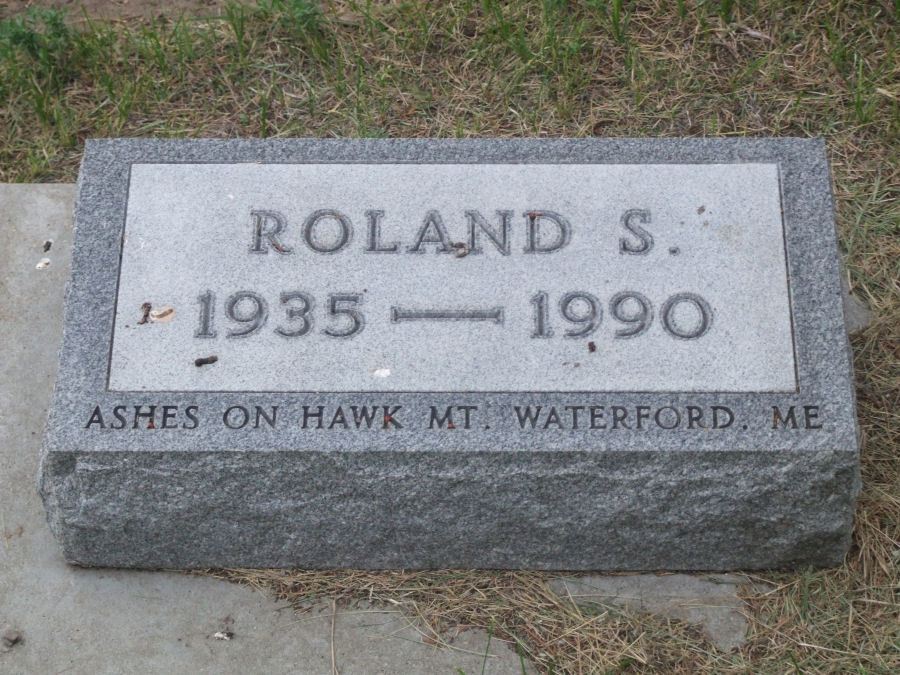 ROLAND S.
1935 — 1990
ASHES ON HAWK MT. WATERFORD, ME